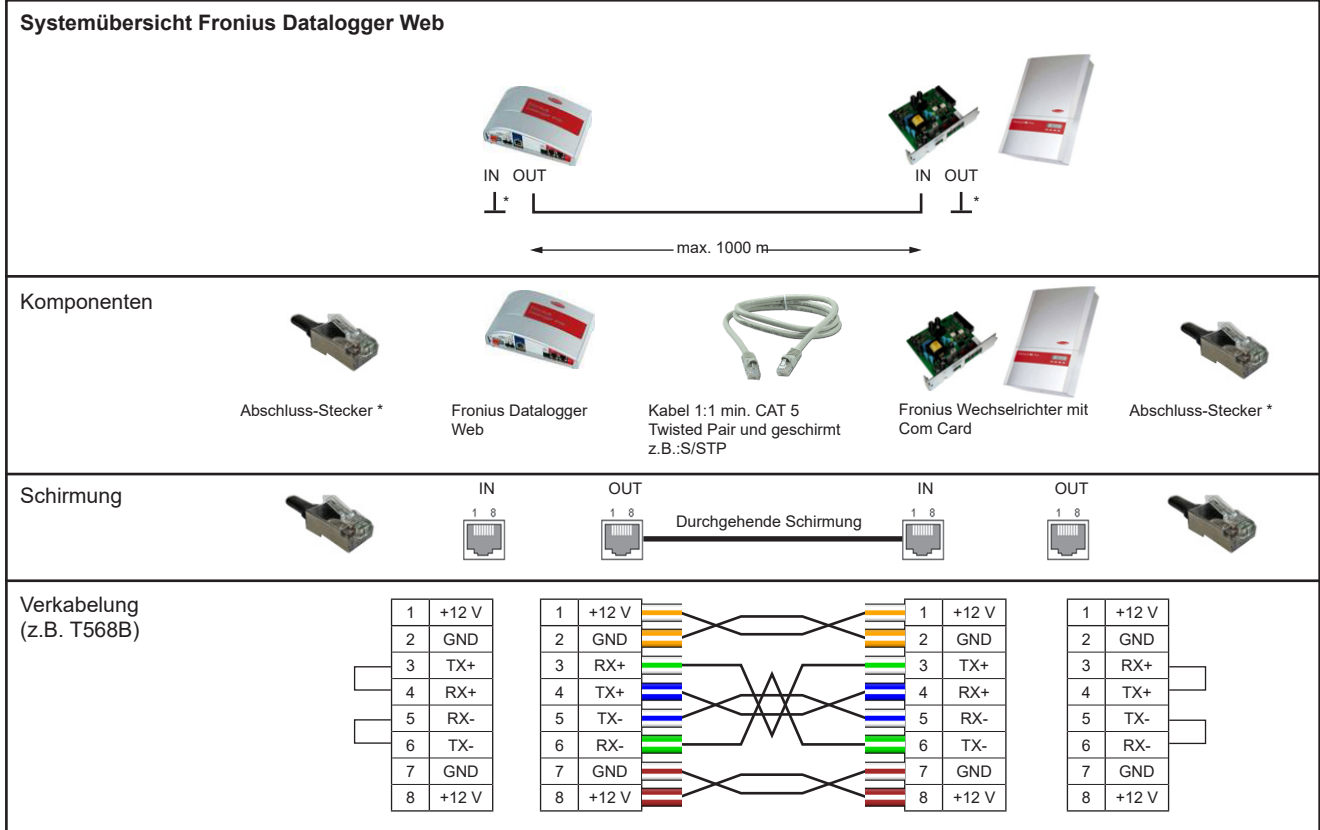 Systemübersicht Fronius Datalogger Web
IN OUT
IN OUT
*
*
max. 1000 m
Komponenten
Abschluss-Stecker *
Fronius Datalogger
Web
Kabel 1:1 min. CAT 5
Twisted Pair und geschirmt
z.B.:S/STP
Fronius Wechselrichter mit
Com Card
Abschluss-Stecker *
Schirmung
IN
OUT
IN
OUT
1 8
1 8
Durchgehende Schirmung
1 8
1 8
Verkabelung
(z.B. T568B)
1 +12 V
2 GND
3 TX+
4 RX+
5 RX-
6 TX-
7 GND
8 +12 V
1 +12 V
2 GND
3 RX+
4 TX+
5 TX-
6 RX-
7 GND
8 +12 V
1 +12 V
2 GND
3 TX+
4 RX+
5 RX-
6 TX-
7 GND
8 +12 V
1 +12 V
2 GND
3 RX+
4 TX+
5 TX-
6 RX-
7 GND
8 +12 V